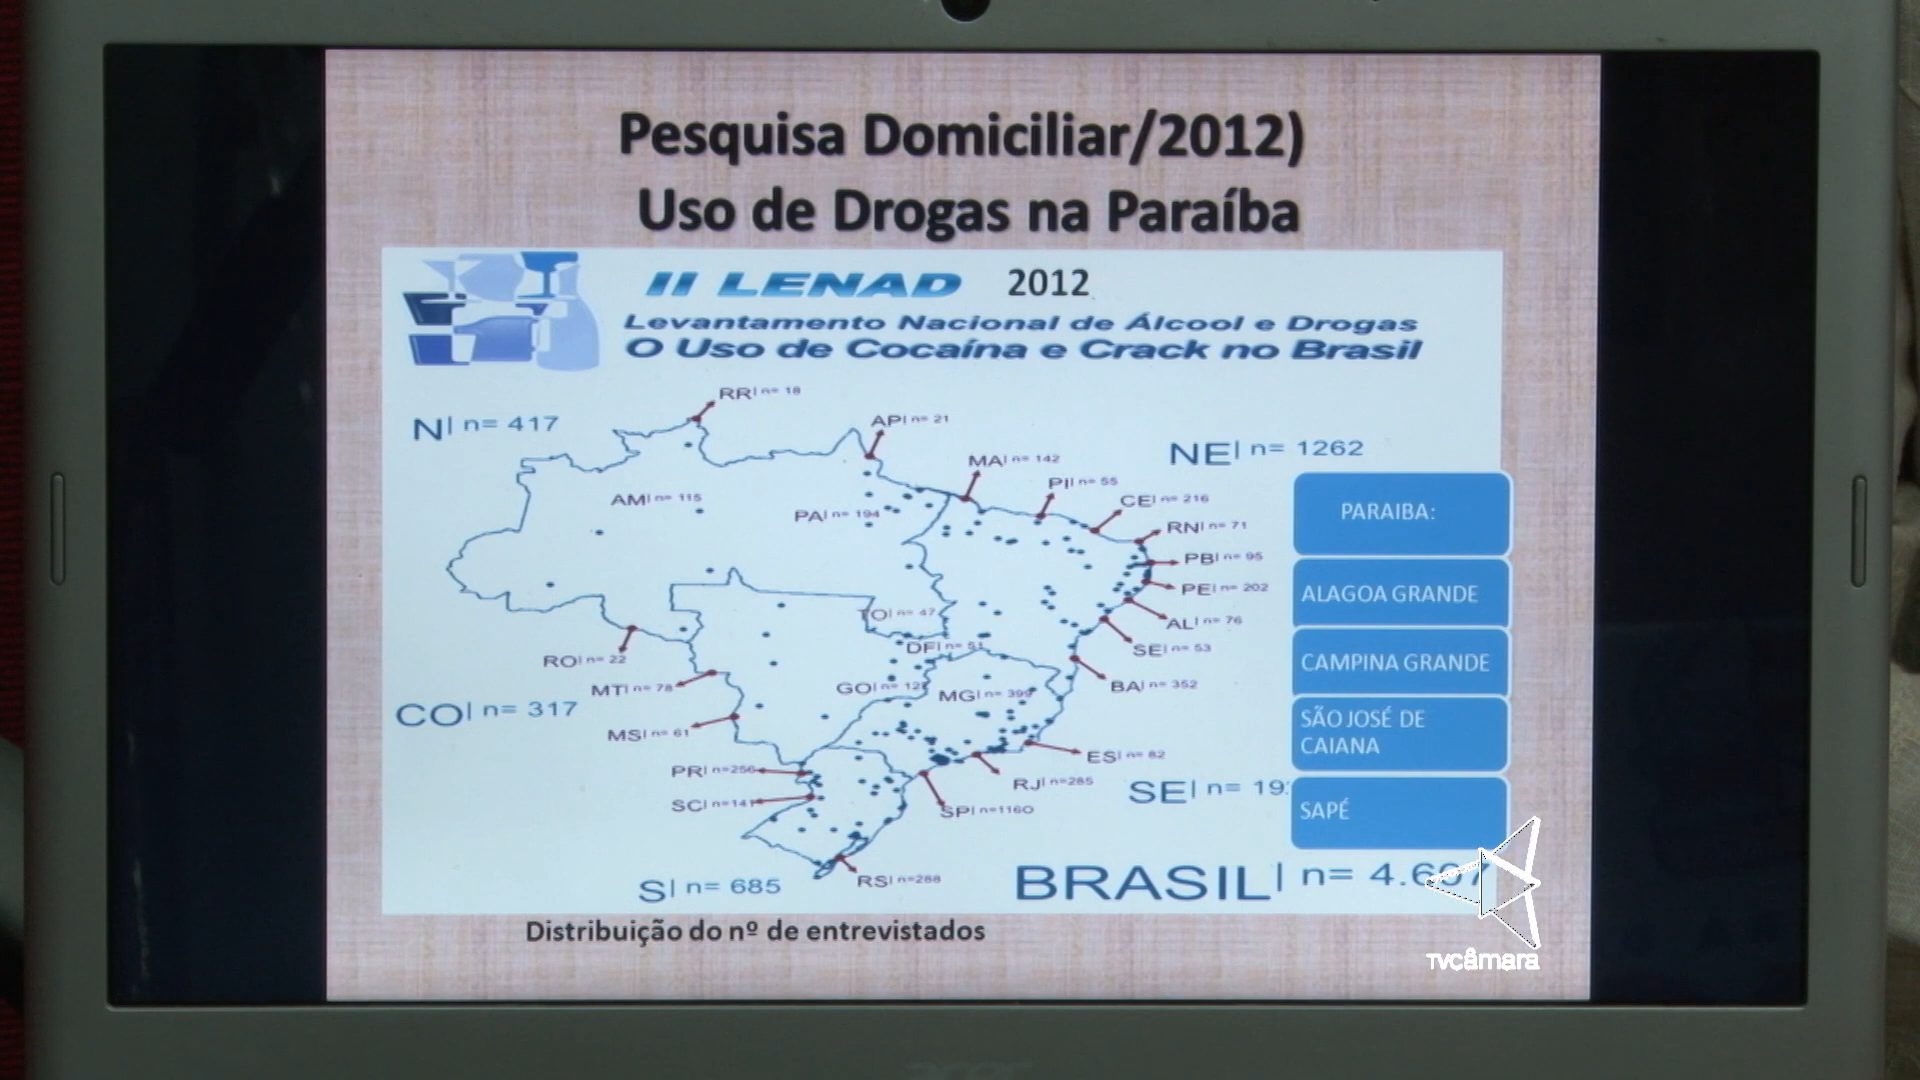 Pesquisa Domiciliar/2012)
Uso de Drogas na Paraíba
II LENAD 2012
Levantamento Nacional de Álcool e Drogas
O Uso de Cocaína e Crack no Brasil
RR| n= 18
N| n= 417
AP| n= 21
NE| n= 1262
MA| n= 142
PI| n= 55
AM| n= 115
CE| n= 216
PA| n= 194
RN| n= 71
PARAIBA:
PB| n= 95
PE| n= 202
ALAGOA GRANDE
TO| n= 47
AL| n= 76
DF| n= 51
SE| n= 53
RO| n= 22
CAMPINA GRANDE
MT| n= 78
GO| n= 12
MG| n= 399
BA| n= 352
CO| n= 317
MS| n= 61
SÃO JOSÉ DE
CAIANA
ES| n= 82
PR| n=256
RJ| n=285
SE| n= 19
SC| n=141
SP| n=1160
SAPÉ
RS| n=288
S| n= 685
BRASIL| n=
Distribuição do nº de entrevistados
TVCâmara
acer